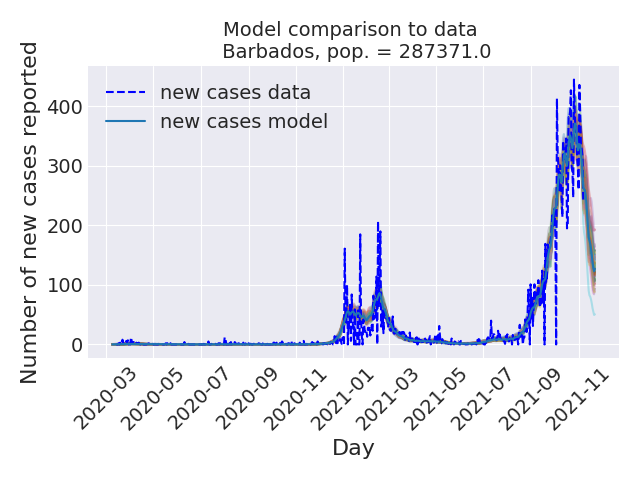 Model comparison to data
Barbados, pop. = 287371.0
Number of new cases reported
400
300
200
100
0
new cases data
new cases model
2020-03
2020-05
2020-07
2020-09
2020-11
2021-01
2021-03
2021-05
2021-07
2021-09
2021-11
Day